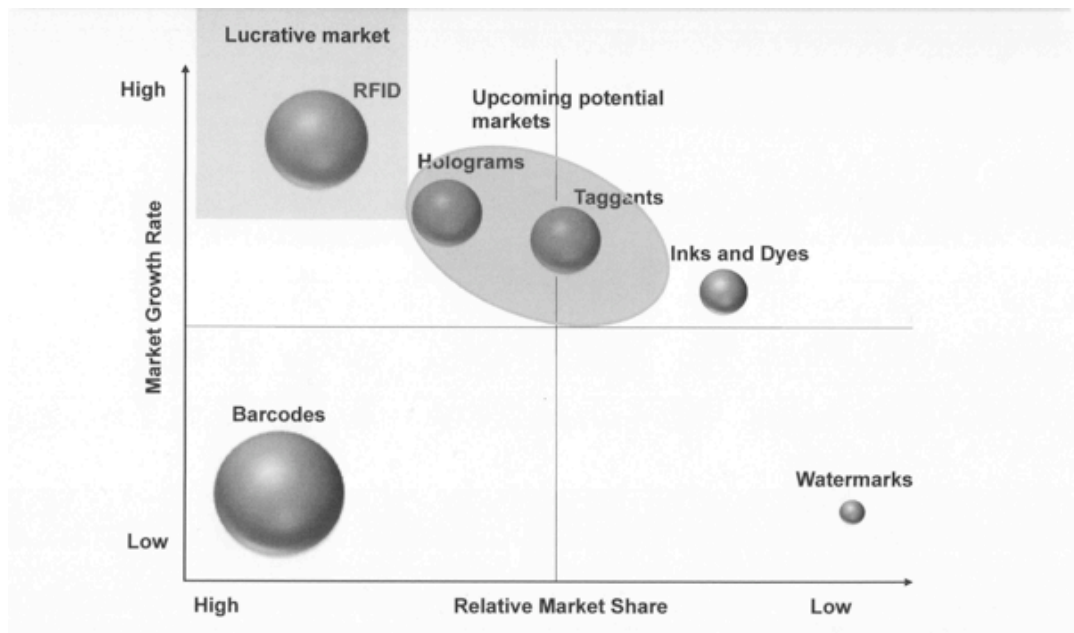 Lucrative market
RFID
High
Upcoming potential
markets
Holograms
Taggents
Inks and Dyes
Market Growth Rate
Barcodes
Watermarks
Low
High
Relative Market Share
Low